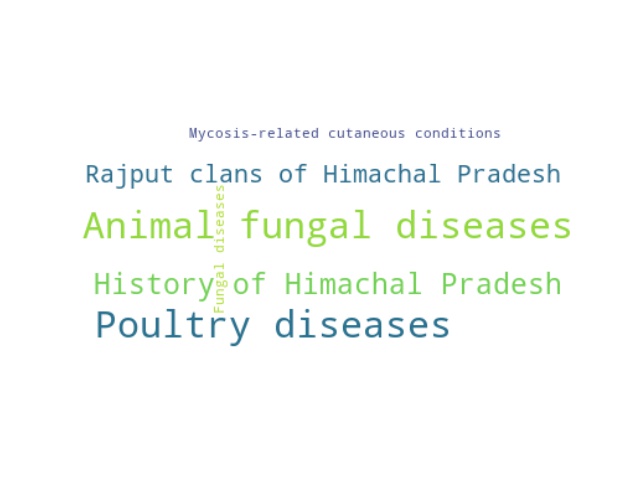 Mycosis-related cutaneous conditions
Rajput clans of Himachal Pradesh
Animal fungal diseases
Fungal diseases
History of Himachal Pradesh
Poultry diseases